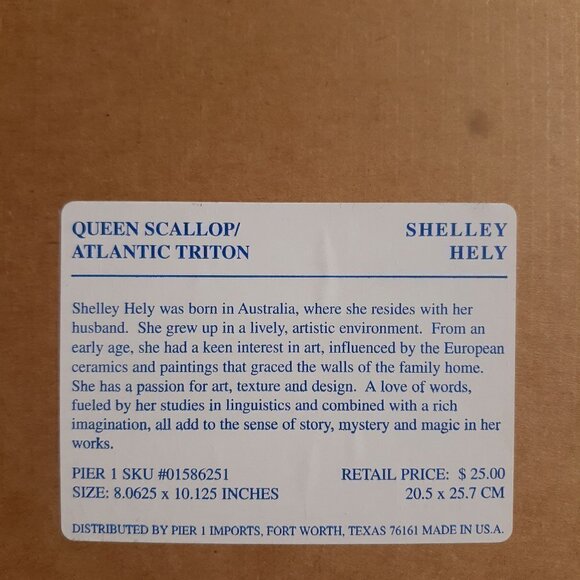 QUEEN SCALLOP/ SHELLEY
ATLANTIC TRITON HELY
Shelley Hely was born in Australia, where she resides with her
husband. She grew up in a lively, artistic environment. From an
early age, she had a keen interest in art, influenced by the European
ceramics and paintings that graced the walls of the family home.
She has a passion for art, texture and design. A love of words,
fueled by her studies in linguistics and combined with a rich
imagination, all add to the sense of story, mystery and magic in her
works.
PIER 1 SKU #01586251 RETAIL PRICE: $ 25.00
SIZE: 8.0625 x 10.125 INCHES 20.5 x 25.7 CM
DISTRIBUTED BY PIER 1 IMPORTS, FORT WORTH, TEXAS 76161 MADE IN U.S.A.